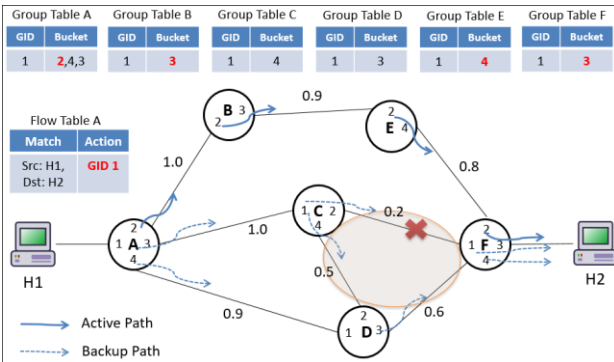 Group Table A Group Table B Group Table C Group Table D Group Table E Group Table F
GID Bucket GID Bucket GID Bucket GID Bucket GID Bucket GID Bucket
1 2,4,3 1 3 1 4 1 3 1 4 1 3
Flow Table A
Match Action
Src: H1, GID 1
Dst: H2
B 3
2
0.9
2
E 4
1.0
0.8
2
1 A 3
4
1.0
1 C 2
4
0.2
2
F 3
1
4
H1
H2
0.5
0.9
2
1 D 3
0.6
Active Path
Backup Path